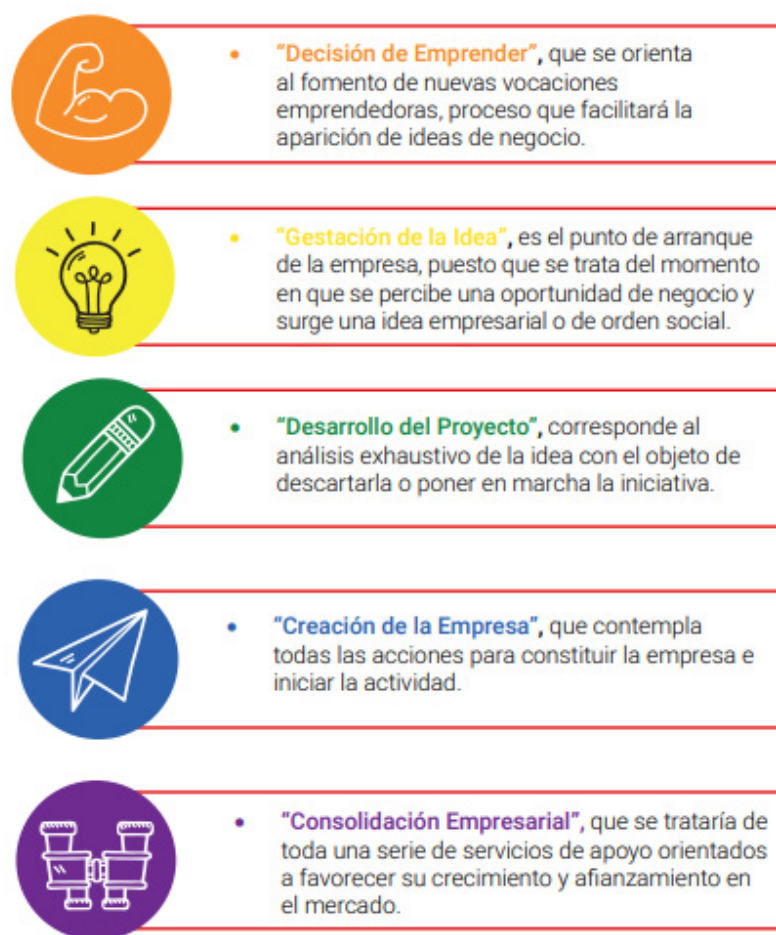 • “Decisión de Emprender”, que se orienta
al fomento de nuevas vocaciones
emprendedoras, proceso que facilitará la
aparición de ideas de negocio.
• “Gestación de la Idea”, es el punto de arranque
de la empresa, puesto que se trata del momento
en que se percibe una oportunidad de negocio y
surge una idea empresarial o de orden social.
• “Desarrollo del Proyecto”, corresponde al
análisis exhaustivo de la idea con el objeto de
descartarla o poner en marcha la iniciativa.
• “Creación de la Empresa”, que contempla
todas las acciones para constituir la empresa e
iniciar la actividad.
• “Consolidación Empresarial”, que se trataría de
toda una serie de servicios de apoyo orientados
a favorecer su crecimiento y afianzamiento en
el mercado.